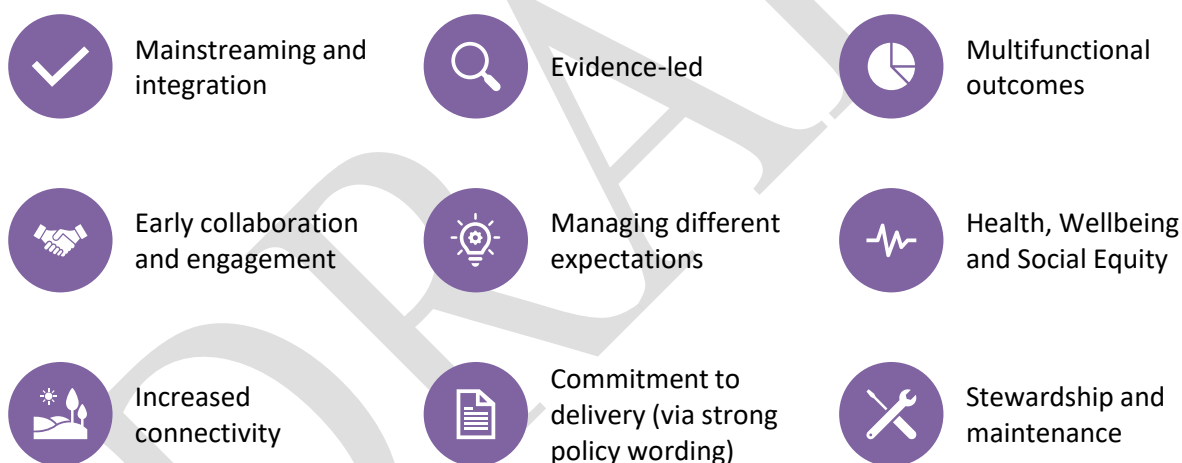 Mainstreaming and
integration
Evidence-led
Multifunctional
outcomes
Early collaboration
and engagement
Managing different
expectations
Health, Wellbeing
and Social Equity
Increased
connectivity
Commitment to
delivery (via strong
policy wording)
Stewardship and
maintenance